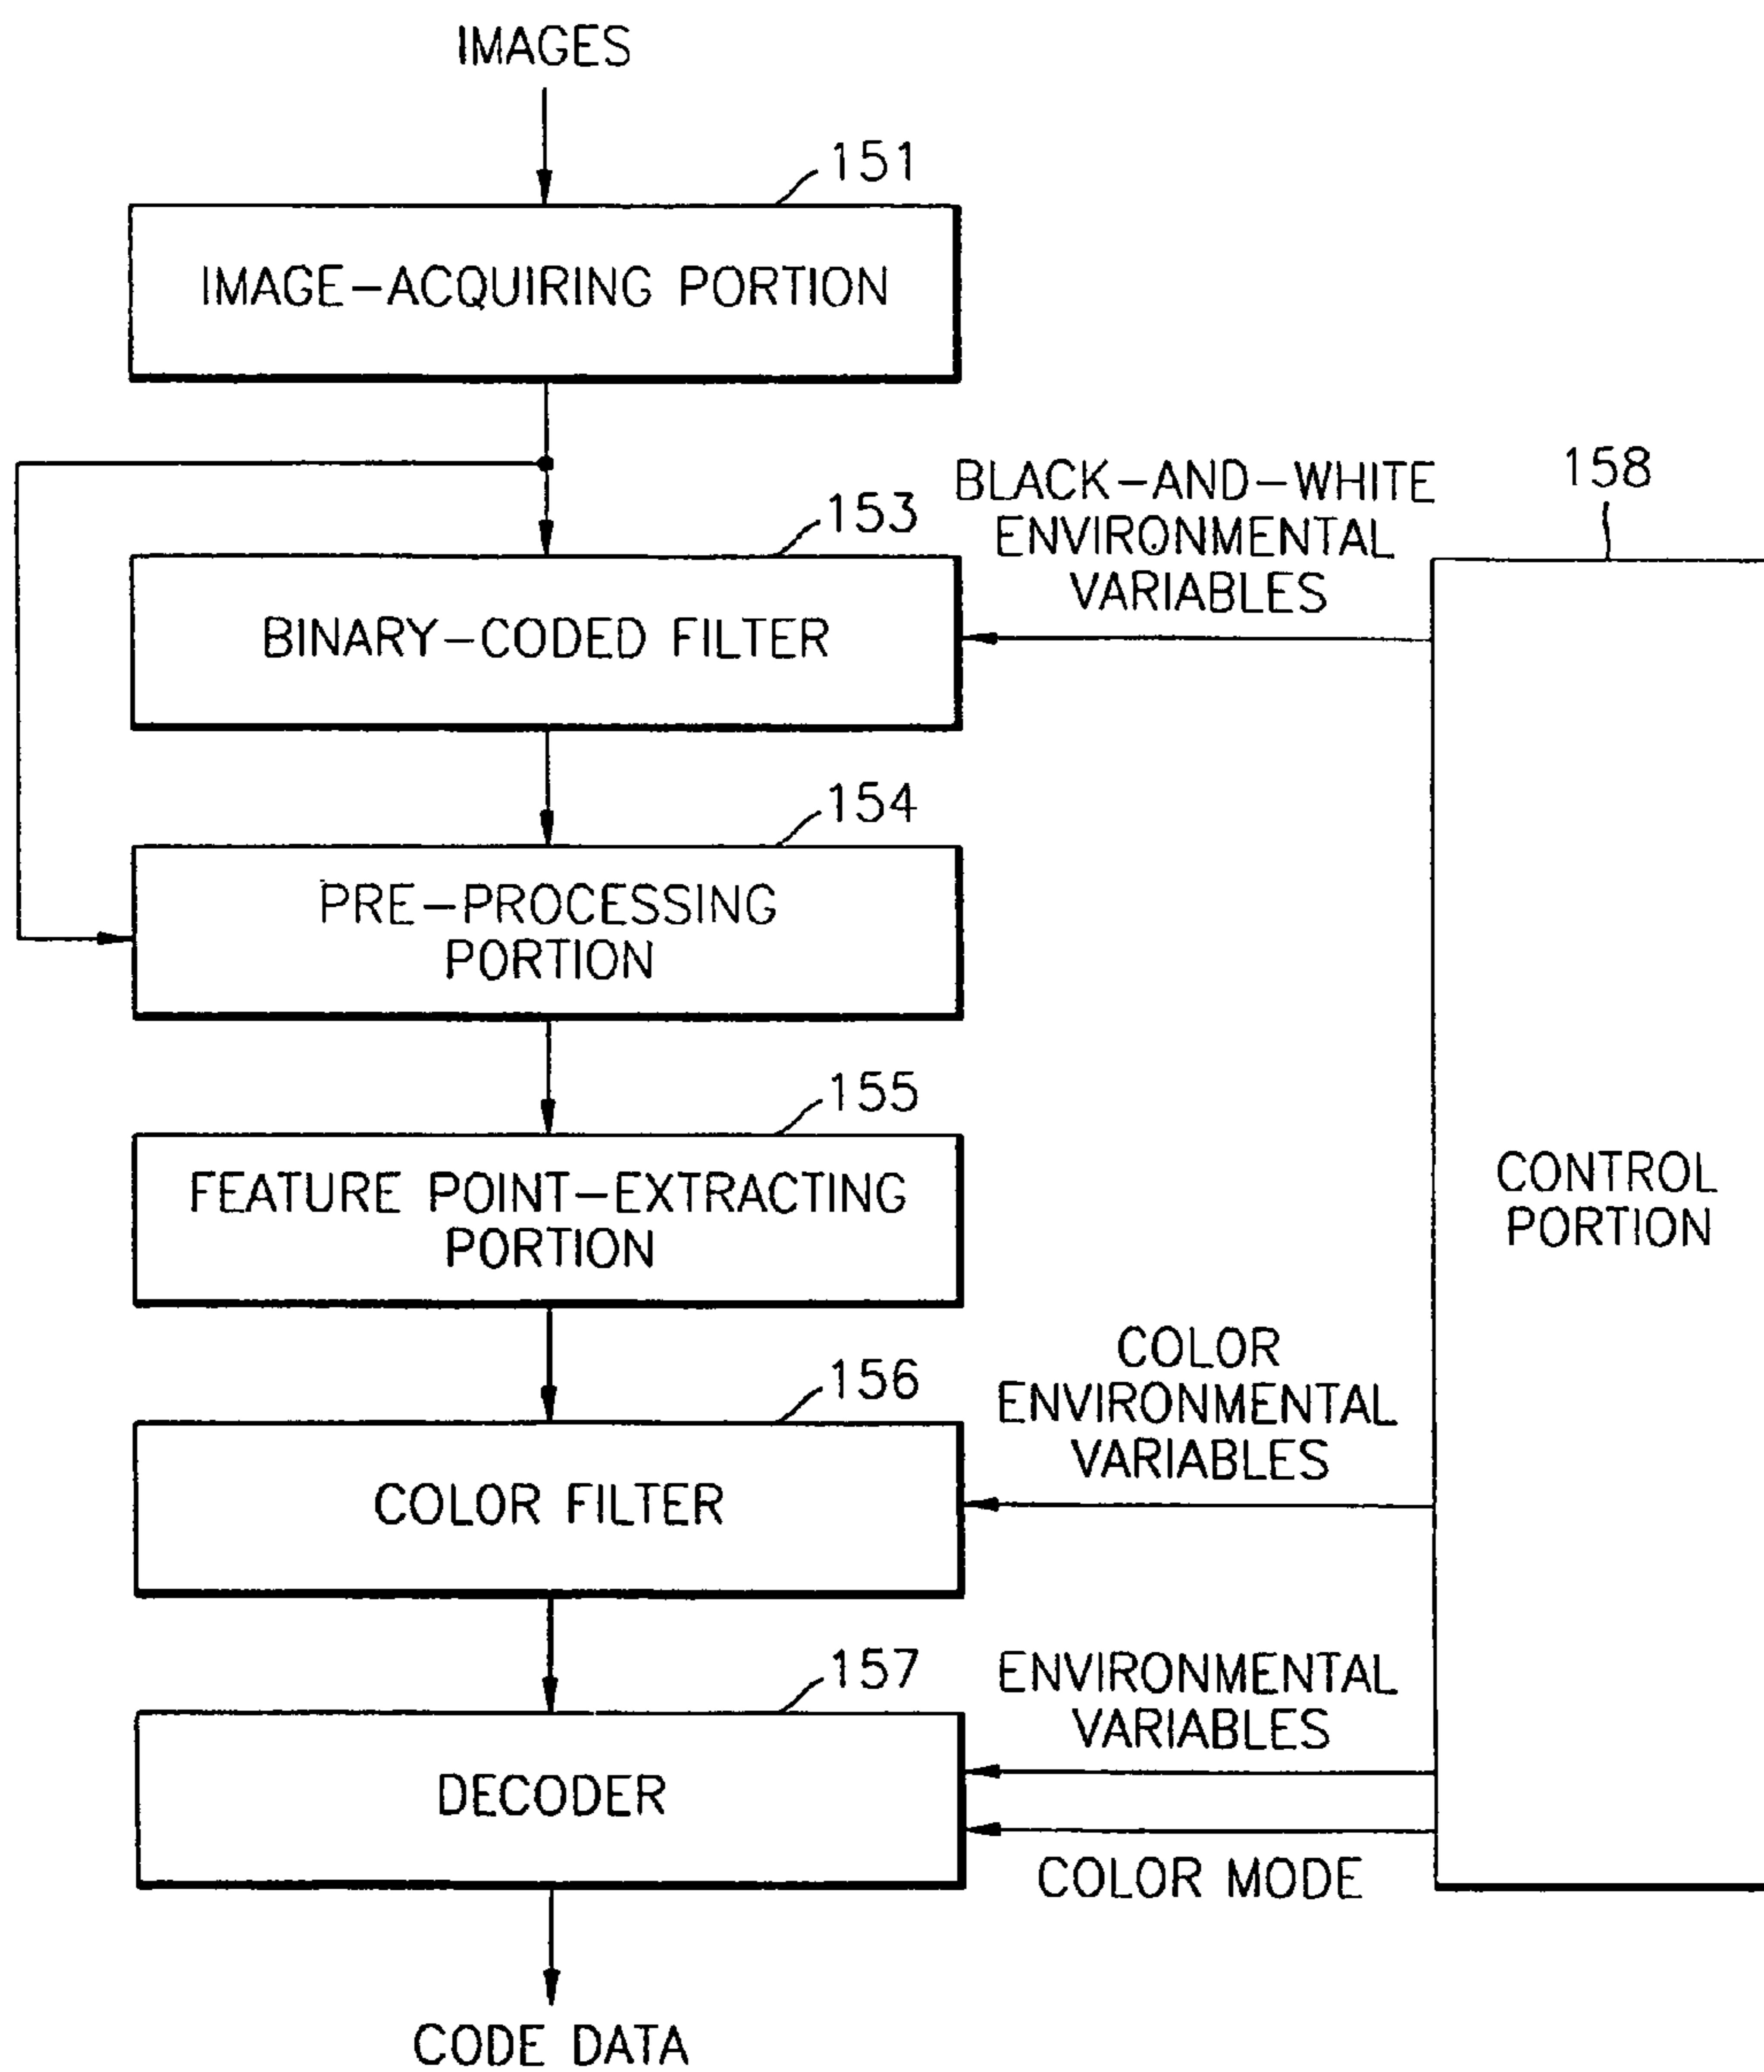 IMAGES
151
IMAGE-ACQUIRING PORTION
BLACK-AND-WHITE
ENVIRONMENTAL
VARIABLES
158
153
BINARY-CODED FILTER
154
PRE-PROCESSING
PORTION
155
FEATURE POINT-EXTRACTING
PORTION
CONTROL
PORTION
COLOR
ENVIRONMENTAL
VARIABLES
156
COLOR FILTER
157
ENVIRONMENTAL
VARIABLES
DECODER
COLOR MODE
CODE DATA